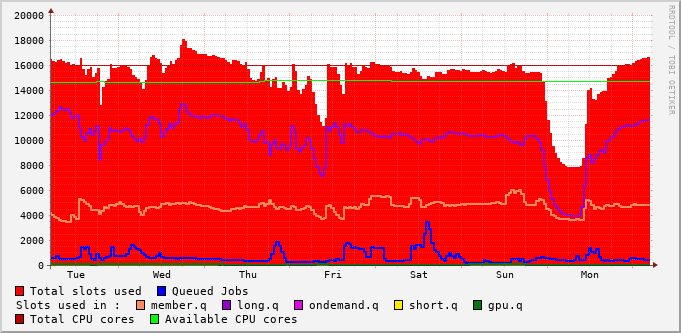 20000
18000
16000
14000
12000
10000
8000
6000
4000
2000
0
Tue Wed Thu Fri Sat Sun Mon
RRDTOOL / TOBI OETIKER
Total slots used Queued Jobs
Slots used in : member.q long.q ondemand.q short.q gpu.q
Total CPU cores Available CPU cores